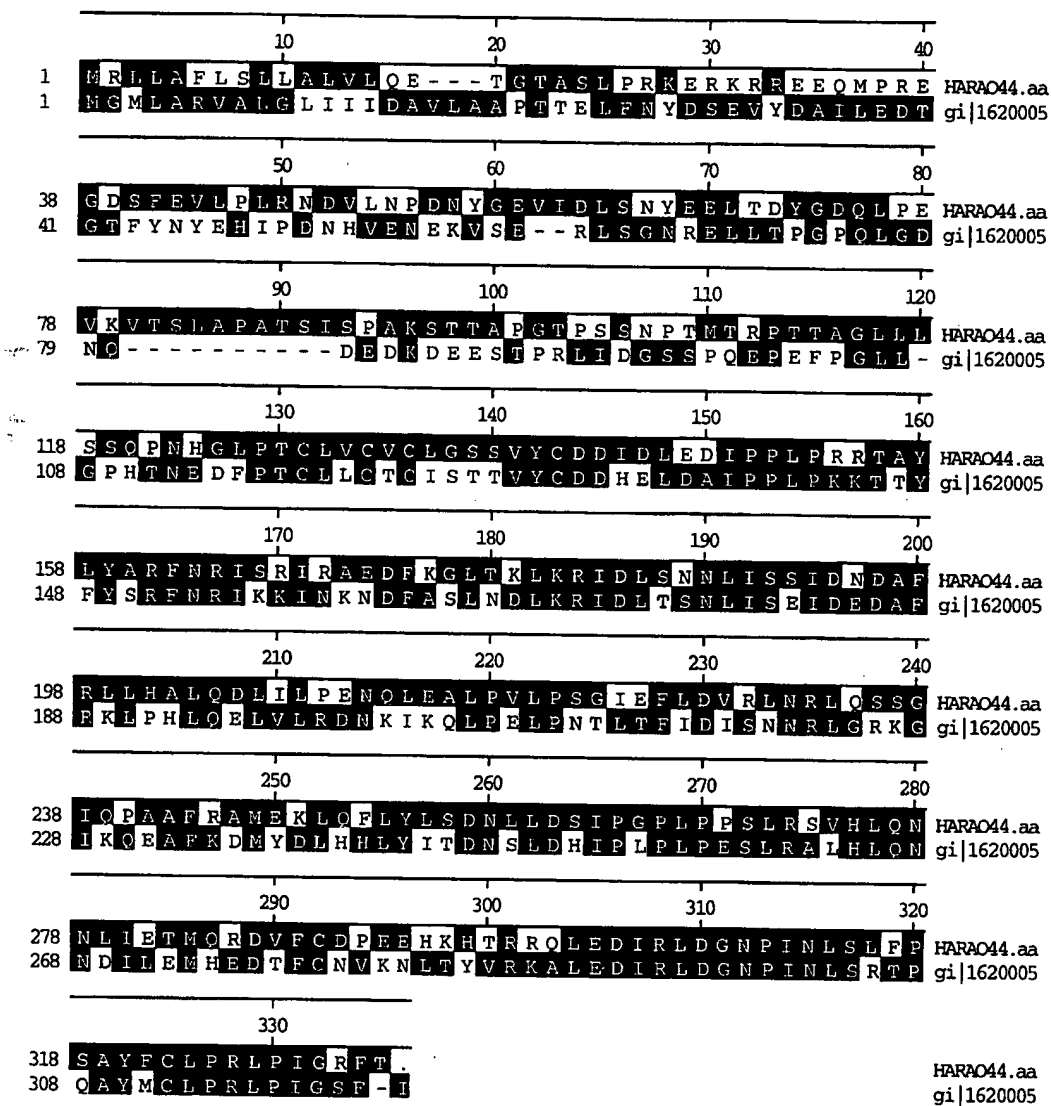 10 20 30 40
1 MRLLAFLSLLALVLQE---TGTASLPRKERKRREEQMPRE HARAO44.aa
1 MGMLARVALGLIIIDAVLAAPTTELFNYDSEVYDAILEDT gi|1620005
50 60 70 80
38 GDSFEVLPLRNDVLNPDNYGEVIDLSNYEELTDYGDQLPE HARAO44.aa
41 GTFYNYEHIPDNHVENEKVSE--RLSGNRELLTPGPQLGD gi|1620005
90 100 110 120
78 VKVTSLAPATSISPAKSTTAPGTPSSNPTMTRPTTAGLLL HARAO44.aa
79 NQ----------DEDKDEESTPRLIDGSSPQEPEFPGLL- gi|1620005
130 140 150 160
118 SSQPNHGLPTCLVCVCLGSSVYCDDIDLEDIPPLPRRTAY HARAO44.aa
108 GPHTNEDFPTCLLCTCISTTVYCDDHELDAIPPLPKKTTY gi|1620005
170 180 190 200
158 LYARFNRISRIRAEDFKGLTKLKRIDLSNNLISSIDNDAF HARAO44.aa
148 FYSRFNRIKKINKNDFASLNDLKRIDLTSNLISEIDEDAF gi|1620005
210 220 230 240
198 RLLHALQDLILPENQLEALPVLPSGIEFLDVRLNRLQSSG HARAO44.aa
188 RKLPHLQELVLRDNKIKQLPELPNTLTFIDISNNRLGRKG gi|1620005
250 260 270 280
238 IQPAAFRAMEKLQFLYLSDNLLDSIPGPLPPSLRSVHLQN HARAO44.aa
228 IKQEAFKDMYDLHHLYITDNSLDHIPLPLPESLRALHLQN gi|1620005
290 300 310 320
278 NLIETMQRDVFCDPEEHKHTRRQLEDIRLDGNPINLSLFP HARAO44.aa
268 NDILEMHEDTFCNVKNLTYVRKALEDIRLDGNPINLSRTP gi|1620005
330
318 SAYFCLPRLPIGRFT. HARAO44.aa
308 QAYMCLPRLPIGSF-I gi|1620005